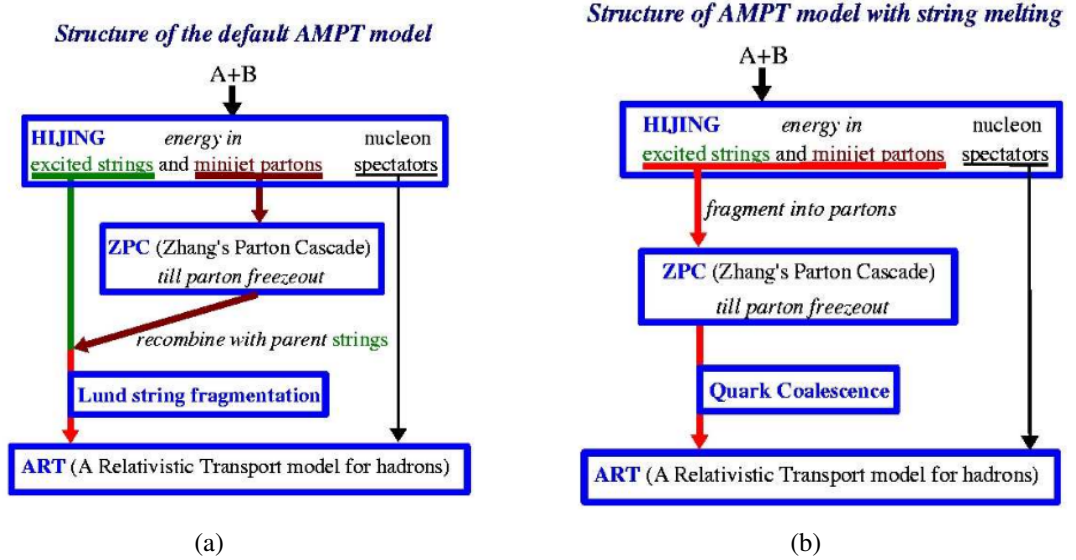 Structure of the default AMPT model
A+B
HIJING energy in nucleon
excited strings and minijet partons spectators
ZPC (Zhang's Parton Cascade)
till parton freezeout
recombine with parent strings
Lund string fragmentation
ART (A Relativistic Transport model for hadrons)
(a)
Structure of AMPT model with string melting
A+B
HIJING energy in nucleon
excited strings and minijet partons spectators
fragment into partons
ZPC (Zhang's Parton Cascade)
till parton freezeout
Quark Coalescence
ART (A Relativistic Transport model for hadrons)
(b)